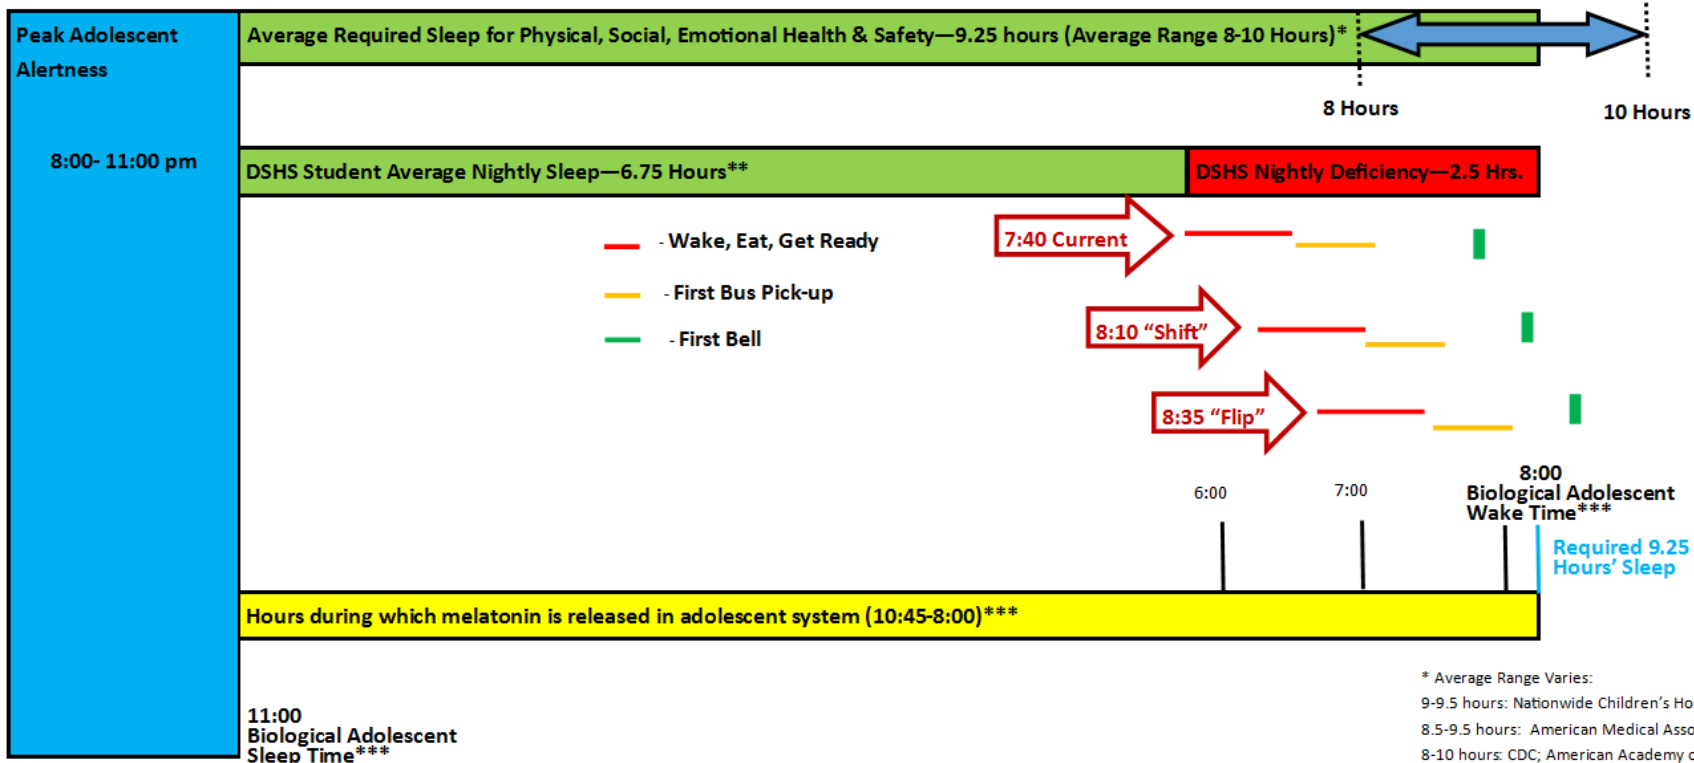 Peak Adolescent
Alertness
8:00- 11:00 pm
Average Required Sleep for Physical, Social, Emotional Health & Safety—9.25 hours (Average Range 8-10 Hours)*
8 Hours
10 Hours
DSHS Student Average Nightly Sleep—6.75 Hours**
DSHS Nightly Deficiency—2.5 Hrs.
- Wake, Eat, Get Ready
- First Bus Pick-up
- First Bell
7:40 Current
8:10 “Shift”
8:35 “Flip”
6:00
7:00
8:00
Biological Adolescent
Wake Time***
Required 9.25
Hours’ Sleep
Hours during which melatonin is released in adolescent system (10:45-8:00)***
11:00
Biological Adolescent
Sleep Time***
* Average Range Varies:
9-9.5 hours: Nationwide Children’s Ho
8.5-9.5 hours: American Medical Asso
8-10 hours: CDC; American Academy o